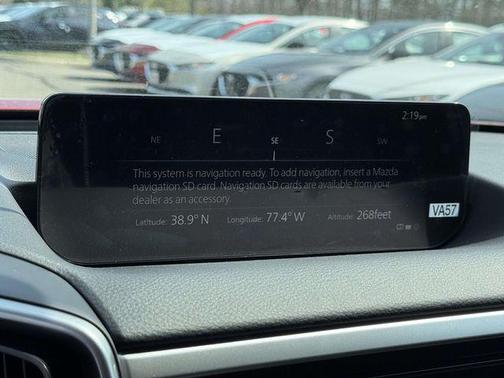 2:19pm
NE E SE S SW
This system is navigation ready. To add navigation, insert a Mazda
navigation SD card. Navigation SD cards are available from your
dealer as an accessory.
Latitude: 38.9° N Longitude: 77.4° W Altitude: 268feet
VA57